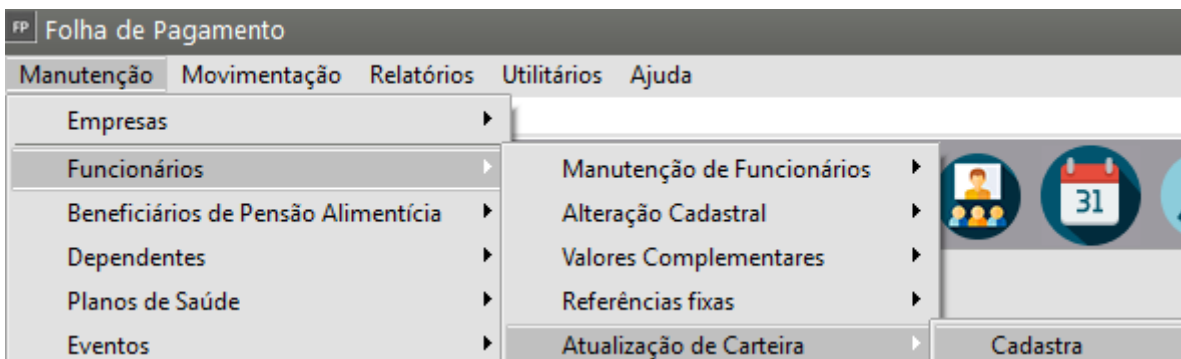 FP Folha de Pagamento
Manutenção Movimentação Relatórios Utilitários Ajuda
Empresas
Funcionários
Beneficiários de Pensão Alimentícia
Dependentes
Planos de Saúde
Eventos
Manutenção de Funcionários
Alteração Cadastral
Valores Complementares
Referências fixas
Atualização de Carteira
Cadastra
31